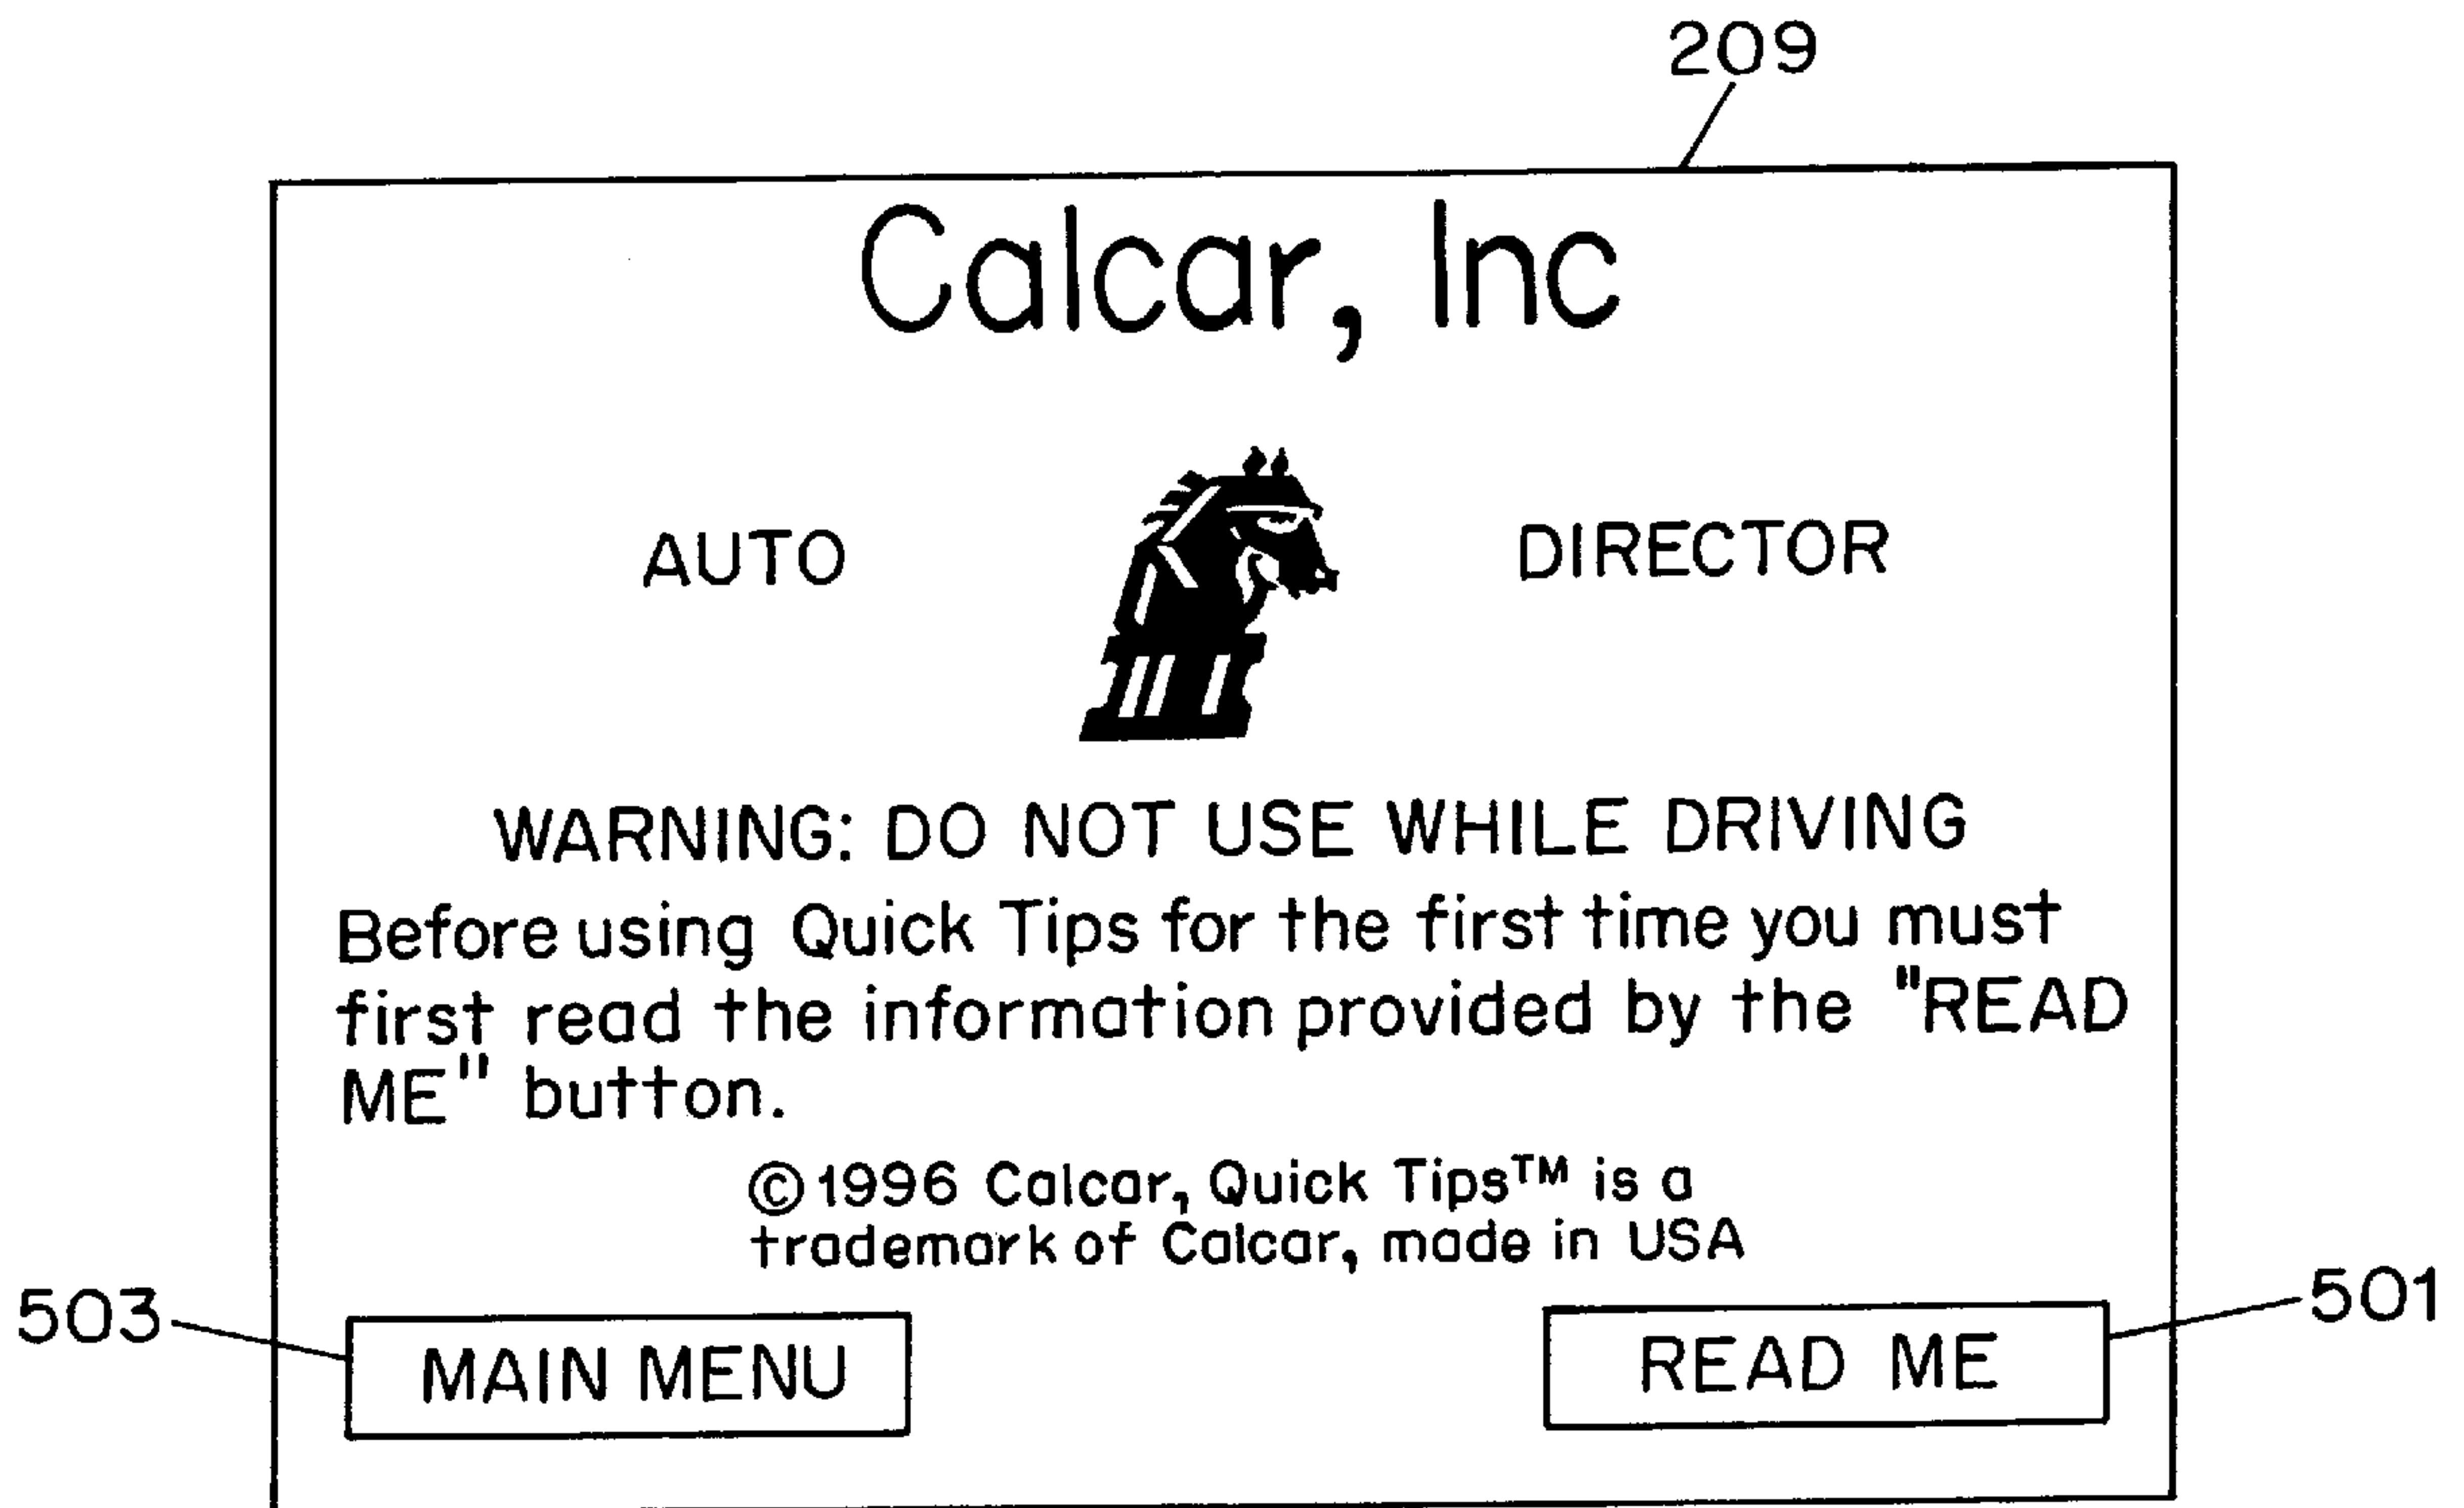 209
Calcar, Inc
AUTO DIRECTOR
WARNING: DO NOT USE WHILE DRIVING
Before using Quick Tips for the first time you must
first read the information provided by the "READ
ME" button.
©1996 Calcar, Quick Tips™ is a
trademark of Calcar, made in USA
503 MAIN MENU READ ME 501